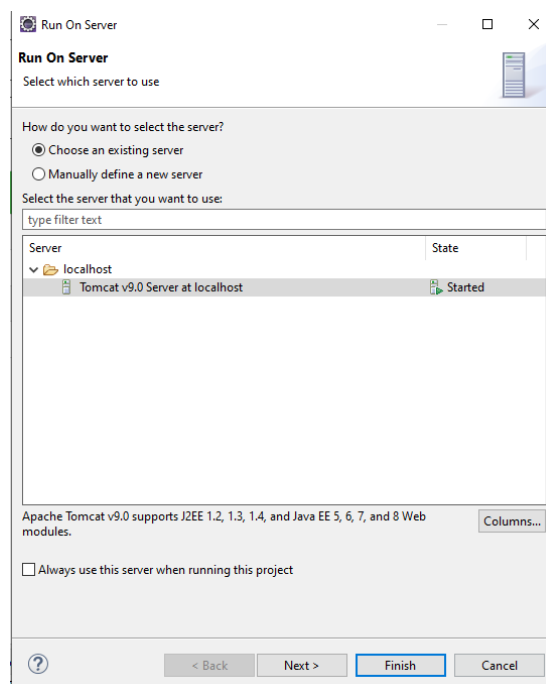 Run On Server
Run On Server
Select which server to use
How do you want to select the server?
Choose an existing server
Manually define a new server
Select the server that you want to use:
type filter text
Server State
localhost
Tomcat v9.0 Server at localhost Started
Apache Tomcat v9.0 supports J2EE 1.2, 1.3, 1.4, and Java EE 5, 6, 7, and 8 Web
modules.
Columns...
Always use this server when running this project
? < Back Next > Finish Cancel